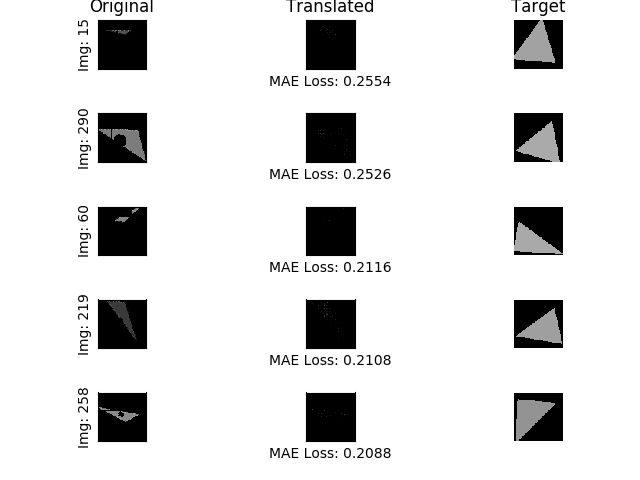 Original Translated Target
Img: 15
MAE Loss: 0.2554
Img: 290
MAE Loss: 0.2526
Img: 60
MAE Loss: 0.2116
Img: 219
MAE Loss: 0.2108
Img: 258
MAE Loss: 0.2088